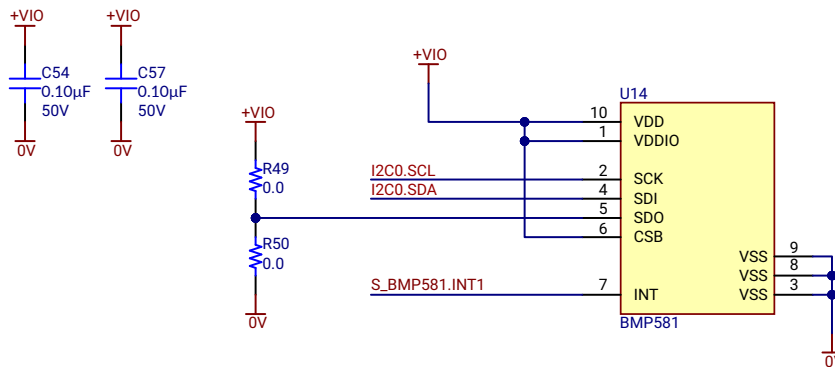 +VIO
C54
0.10µF
50V
0V
+VIO
C57
0.10µF
50V
0V
+VIO
R49
0.0
R50
0.0
0V
+VIO
U14
10 VDD
1 VDDIO
I2C0.SCL 2 SCK
I2C0.SDA 4 SDI
5 SDO
6 CSB
VSS 9
VSS 8
VSS 3
S_BMP581.INT1 7 INT
BMP581
0V